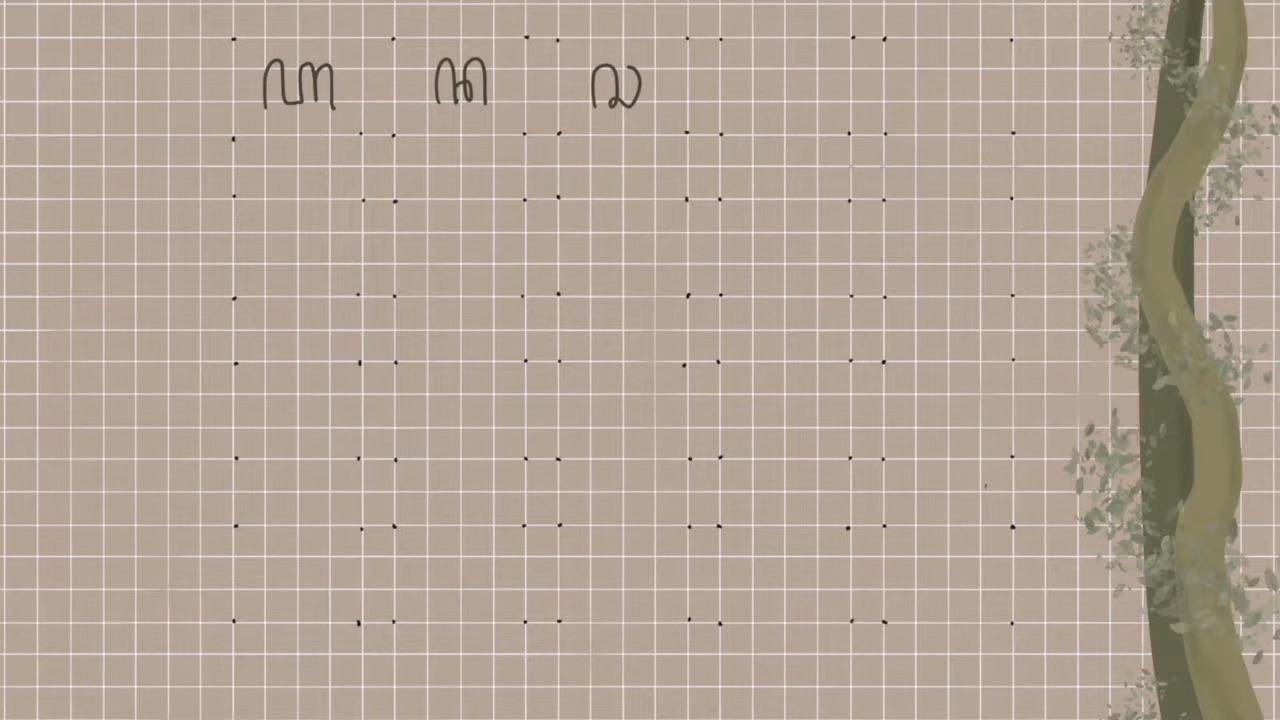 ꦲ ꦤ ꦕ